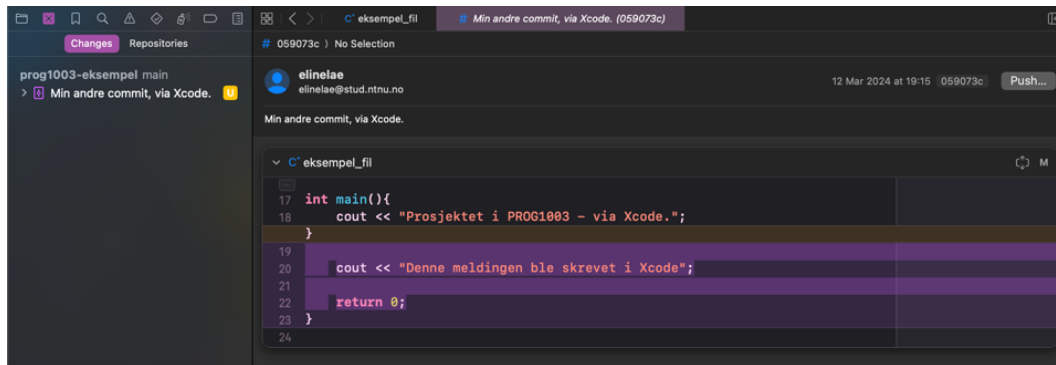 Changes Repositories
prog1003-eksempel main
Min andre commit, via Xcode. U
eksempel_fil
Min andre commit, via Xcode. (059073c)
# 059073c > No Selection
elinelae
elinelae@stud.ntnu.no
12 Mar 2024 at 19:15 059073c Push...
Min andre commit, via Xcode.
eksempel_fil M
17 int main(){
18 cout << "Prosjektet i PROG1003 – via Xcode.";
}
19
20 cout << "Denne meldingen ble skrevet i Xcode";
21
22 return 0;
23 }
24